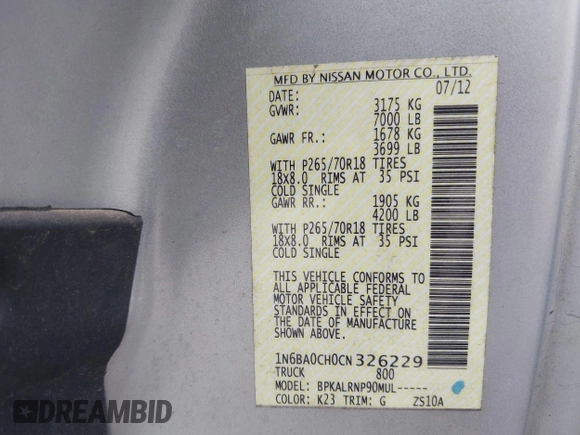 MFD BY NISSAN MOTOR CO., LTD.
DATE: 07/12
GVWR: 3175 KG
7000 LB
GAWR FR.: 1678 KG
3699 LB
WITH P265/70R18 TIRES
18x8.0 RIMS AT 35 PSI
COLD SINGLE
GAWR RR.: 1905 KG
4200 LB
WITH P265/70R18 TIRES
18x8.0 RIMS AT 35 PSI
COLD SINGLE
THIS VEHICLE CONFORMS TO
ALL APPLICABLE FEDERAL
MOTOR VEHICLE SAFETY
STANDARDS IN EFFECT ON
THE DATE OF MANUFACTURE
SHOWN ABOVE.
1N6BA0CH0CN326229
TRUCK 800
MODEL: BPKALRNP90MUL-----
COLOR: K23 TRIM: G ZS10A
DREAMBID